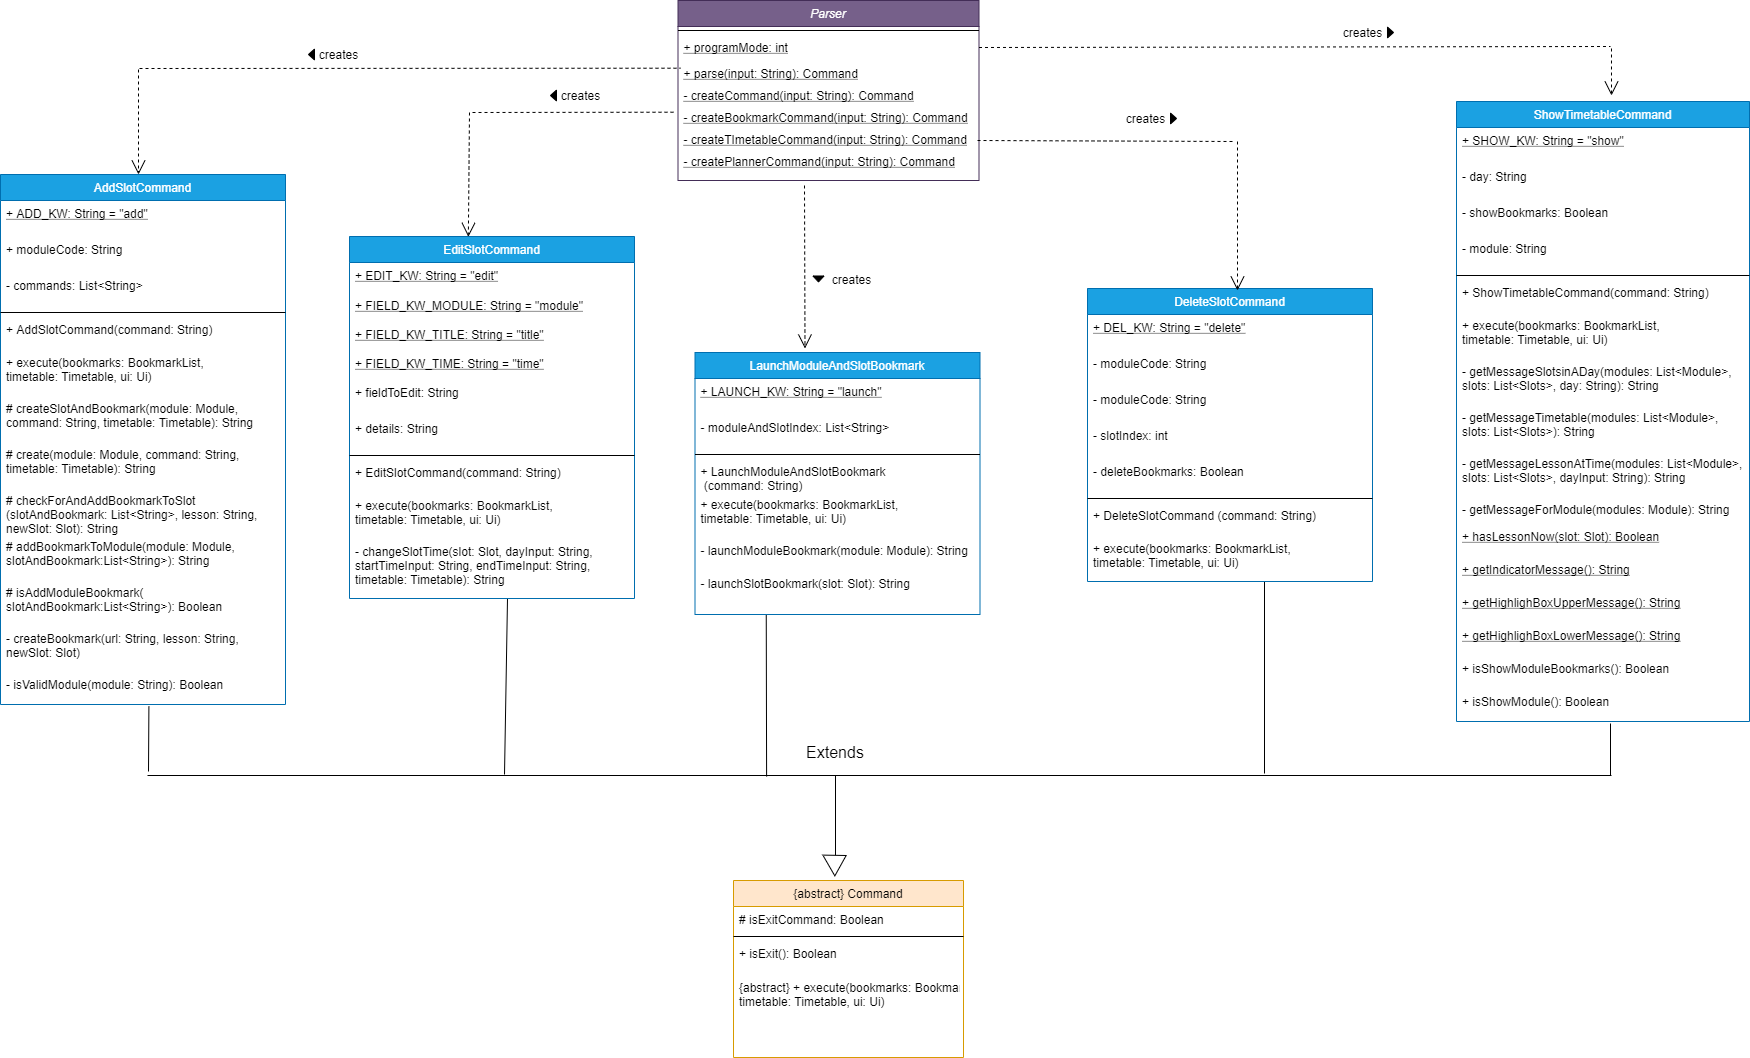 Parser
+ programMode: int
+ parse(input: String): Command
- createCommand(input: String): Command
- createBookmarkCommand(input: String): Command
- createTImetableCommand(input: String): Command
- createPlannerCommand(input: String): Command
creates
creates
creates
creates
creates
AddSlotCommand
+ ADD_KW: String = "add"
+ moduleCode: String
- commands: List<String>
+ AddSlotCommand(command: String)
+ execute(bookmarks: BookmarkList,
timetable: Timetable, ui: Ui)
# createSlotAndBookmark(module: Module,
command: String, timetable: Timetable): String
# create(module: Module, command: String,
timetable: Timetable): String
# checkForAndAddBookmarkToSlot
(slotAndBookmark: List<String>, lesson: String,
newSlot: Slot): String
# addBookmarkToModule(module: Module,
slotAndBookmark:List<String>): String
# isAddModuleBookmark(
slotAndBookmark:List<String>): Boolean
- createBookmark(url: String, lesson: String,
newSlot: Slot)
- isValidModule(module: String): Boolean
EditSlotCommand
+ EDIT_KW: String = "edit"
+ FIELD_KW_MODULE: String = "module"
+ FIELD_KW_TITLE: String = "title"
+ FIELD_KW_TIME: String = "time"
+ fieldToEdit: String
+ details: String
+ EditSlotCommand(command: String)
+ execute(bookmarks: BookmarkList,
timetable: Timetable, ui: Ui)
- changeSlotTime(slot: Slot, dayInput: String,
startTimeInput: String, endTimeInput: String,
timetable: Timetable): String
LaunchModuleAndSlotBookmark
+ LAUNCH_KW: String = "launch"
- moduleAndSlotIndex: List<String>
+ LaunchModuleAndSlotBookmark
(command: String)
+ execute(bookmarks: BookmarkList,
timetable: Timetable, ui: Ui)
- launchModuleBookmark(module: Module): String
- launchSlotBookmark(slot: Slot): String
DeleteSlotCommand
+ DEL_KW: String = "delete"
- moduleCode: String
- moduleCode: String
- slotIndex: int
- deleteBookmarks: Boolean
+ DeleteSlotCommand (command: String)
+ execute(bookmarks: BookmarkList,
timetable: Timetable, ui: Ui)
ShowTimetableCommand
+ SHOW_KW: String = "show"
- day: String
- showBookmarks: Boolean
- module: String
+ ShowTimetableCommand(command: String)
+ execute(bookmarks: BookmarkList,
timetable: Timetable, ui: Ui)
- getMessageSlotsinADay(modules: List<Module>,
slots: List<Slots>, day: String): String
- getMessageTimetable(modules: List<Module>,
slots: List<Slots>): String
- getMessageLessonAtTime(modules: List<Module>,
slots: List<Slots>, dayInput: String): String
- getMessageForModule(modules: Module): String
+ hasLessonNow(slot: Slot): Boolean
+ getIndicatorMessage(): String
+ getHighlighBoxUpperMessage(): String
+ getHighlighBoxLowerMessage(): String
+ isShowModuleBookmarks(): Boolean
+ isShowModule(): Boolean
Extends
{abstract} Command
# isExitCommand: Boolean
+ isExit(): Boolean
{abstract} + execute(bookmarks: Bookma
timetable: Timetable, ui: Ui)